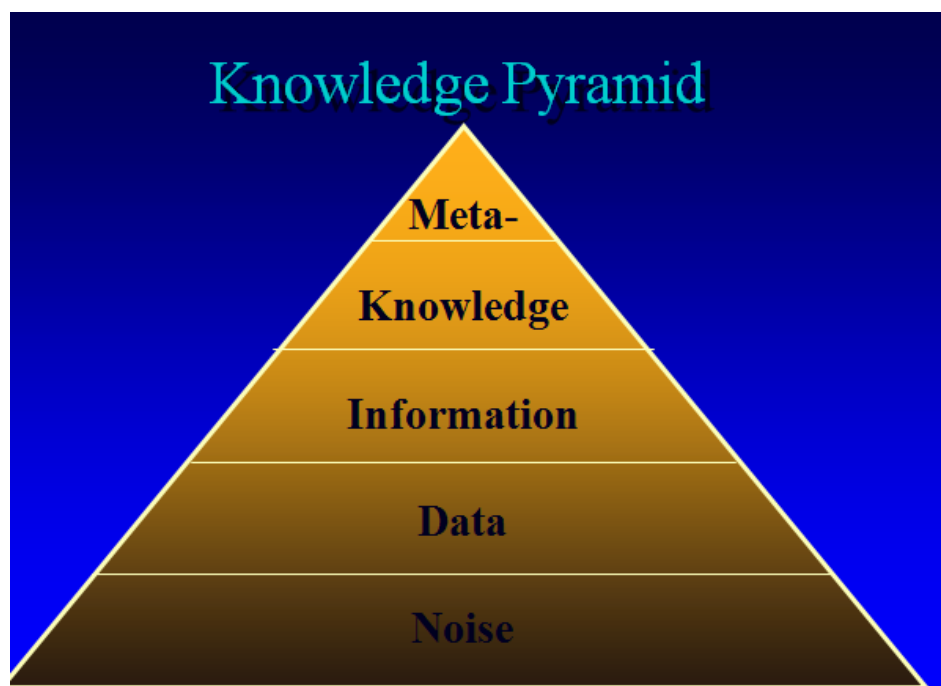 Knowledge Pyramid
Meta-
Knowledge
Information
Data
Noise